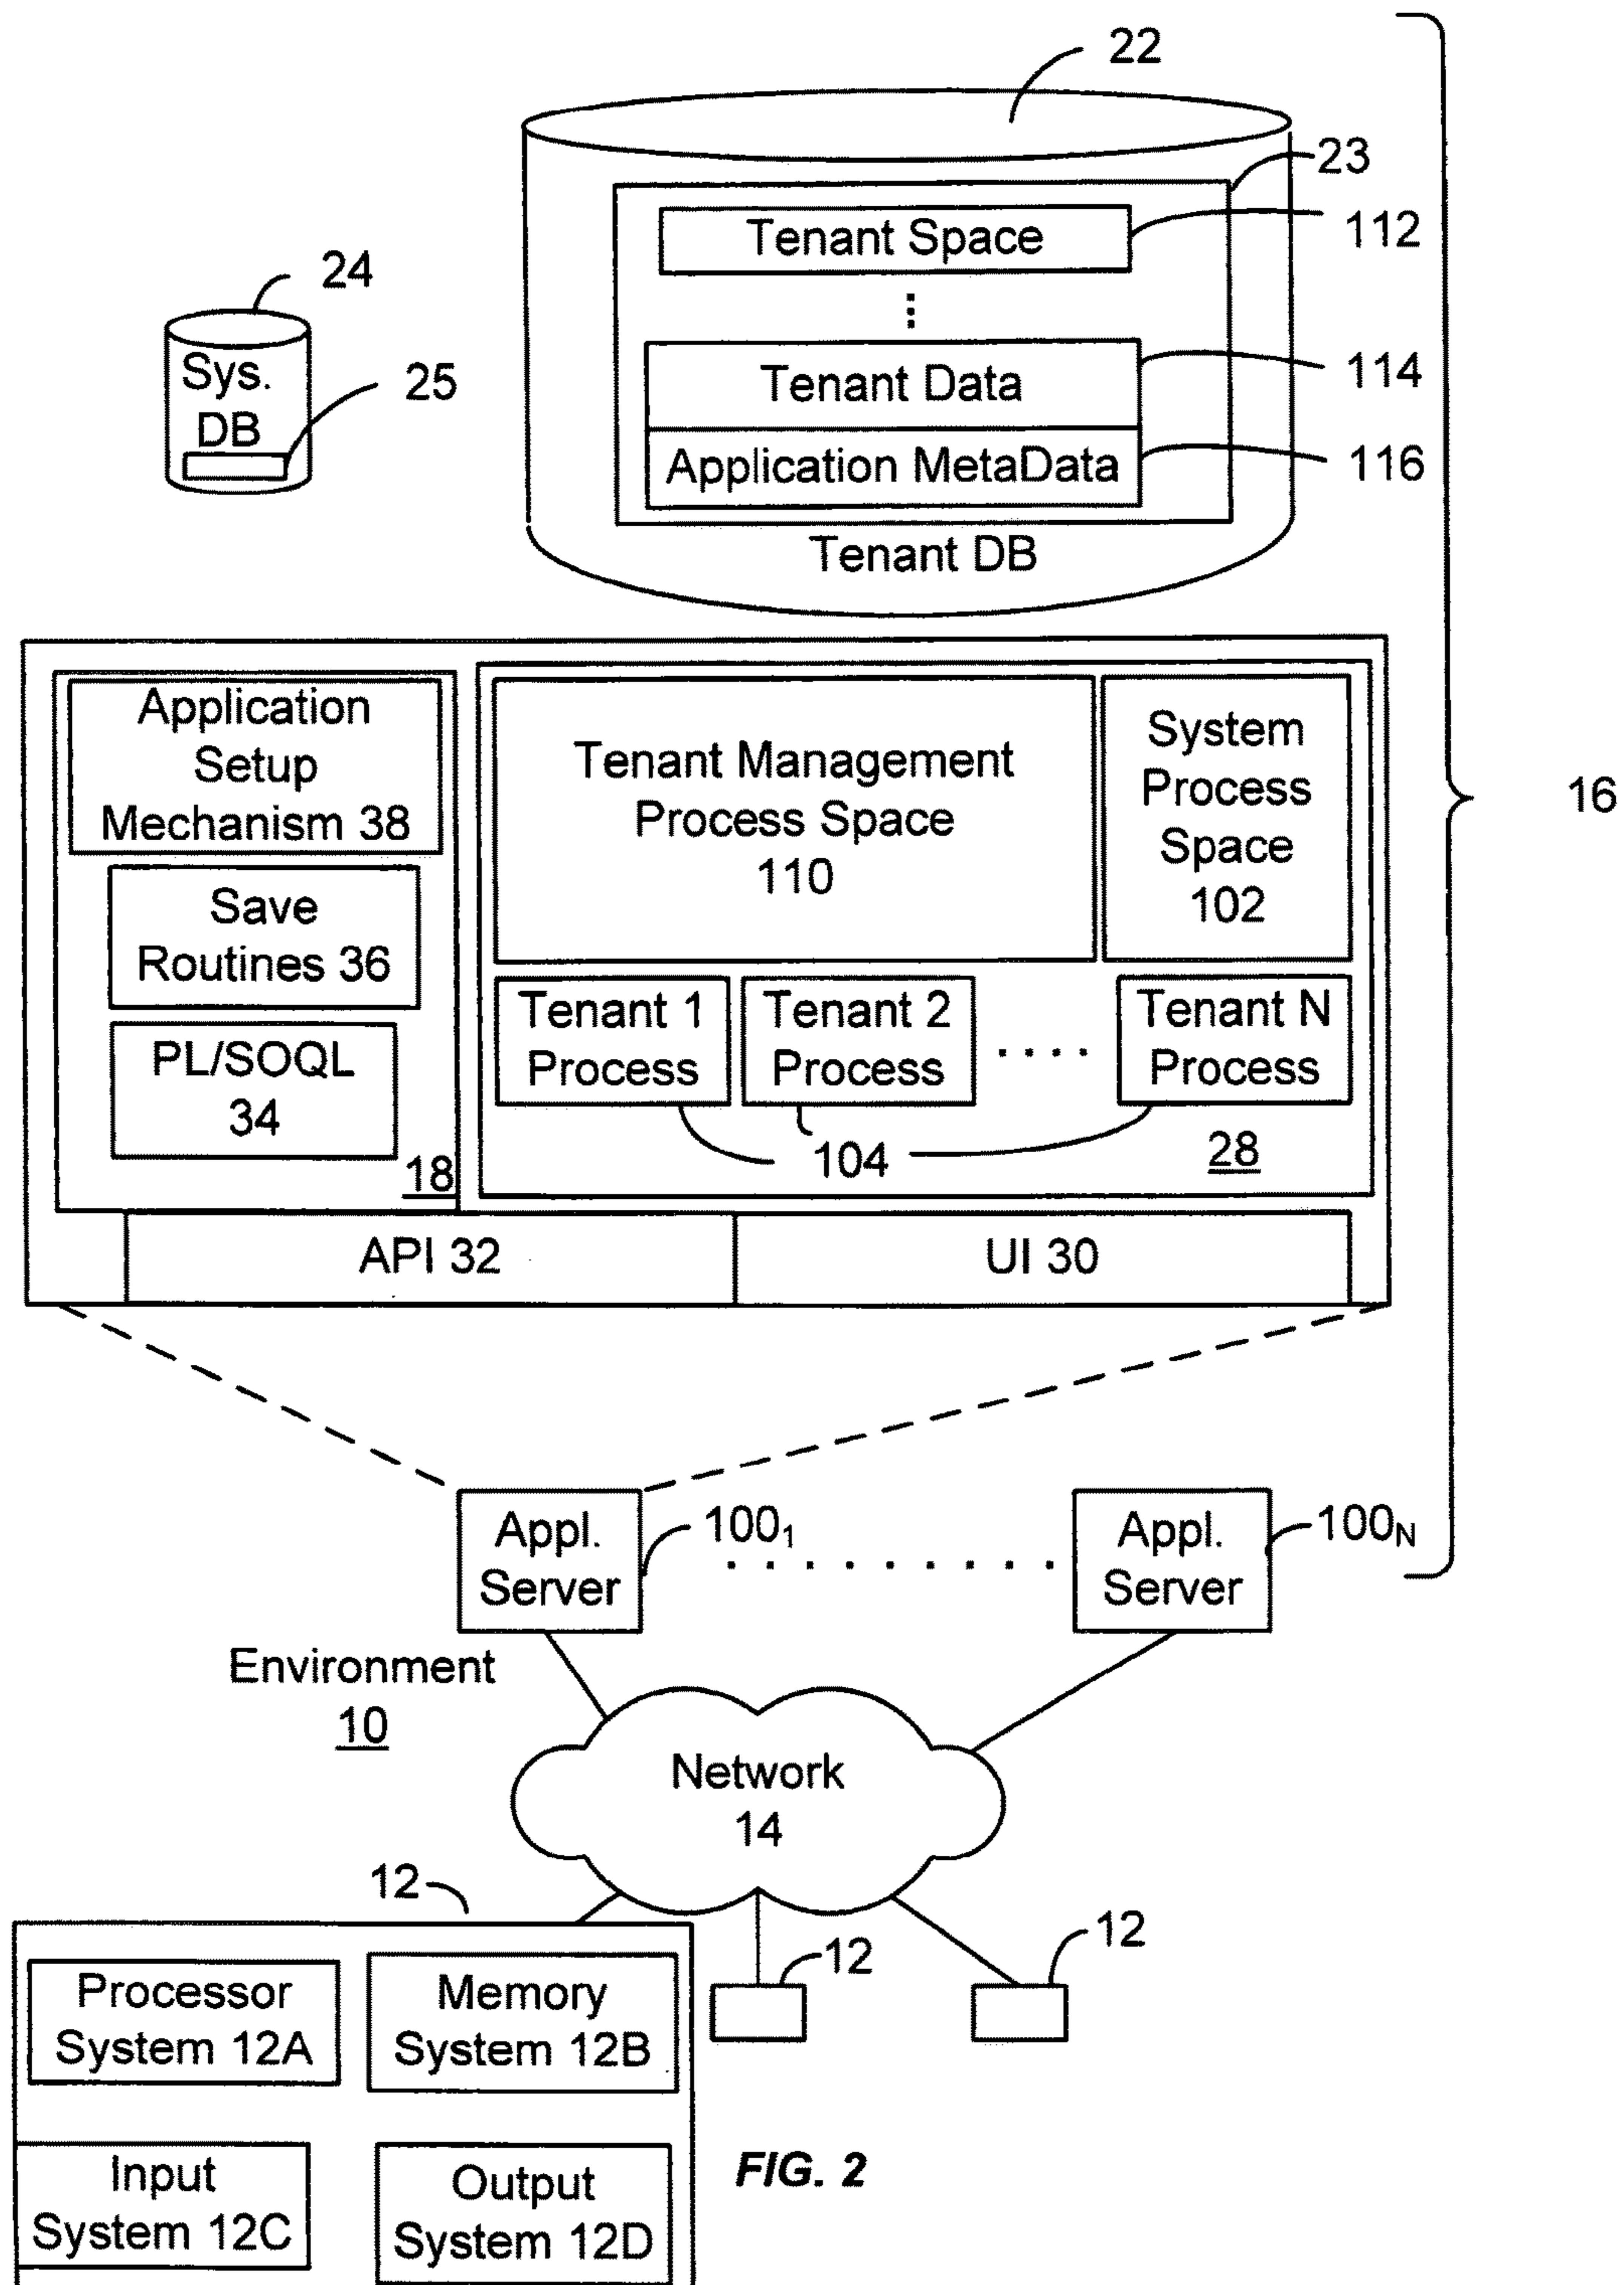 22
23
Tenant Space
112
24
Sys.
DB
25
Tenant Data
114
Application MetaData
116
Tenant DB
Application
Setup
Mechanism 38
Tenant Management
Process Space
110
System
Process
Space
102
16
Save
Routines 36
PL/SOQL
34
18
Tenant 1
Process
Tenant 2
Process
. . . .
Tenant N
Process
104
28
API 32
UI 30
Appl.
Server
100₁
. . . . . . . . .
Appl.
Server
100N
Environment
10
Network
14
12
12
12
Processor
System 12A
Memory
System 12B
Input
System 12C
Output
System 12D
FIG. 2